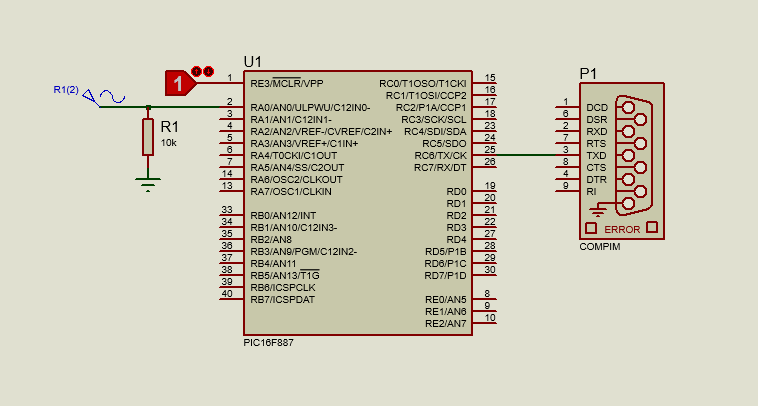 U1
1
1
RE3/MCLR/VPP
2
RA0/AN0/ULPWU/C12IN0-
3
RA1/AN1/C12IN1-
4
RA2/AN2/VREF-/CVREF/C2IN+
5
RA3/AN3/VREF+/C1IN+
6
RA4/T0CKI/C1OUT
7
RA5/AN4/SS/C2OUT
14
RA6/OSC2/CLKOUT
13
RA7/OSC1/CLKIN
33
RB0/AN12/INT
34
RB1/AN10/C12IN3-
35
RB2/AN8
36
RB3/AN9/PGM/C12IN2-
37
RB4/AN11
38
RB5/AN13/T1G
39
RB6/ICSPCLK
40
RB7/ICSPDAT
RC0/T1OSO/T1CKI
15
RC1/T1OSI/CCP2
16
RC2/P1A/CCP1
17
RC3/SCK/SCL
18
RC4/SDI/SDA
23
RC5/SDO
24
RC6/TX/CK
25
RC7/RX/DT
26
RD0
19
RD1
20
RD2
21
RD3
22
RD4
27
RD5/P1B
28
RD6/P1C
29
RD7/P1D
30
RE0/AN5
8
RE1/AN6
9
RE2/AN7
10
PIC16F887
R1(2)
R1
10k
P1
1
DCD
6
DSR
2
RXD
7
RTS
3
TXD
8
CTS
4
DTR
9
RI
ERROR
COMPIM